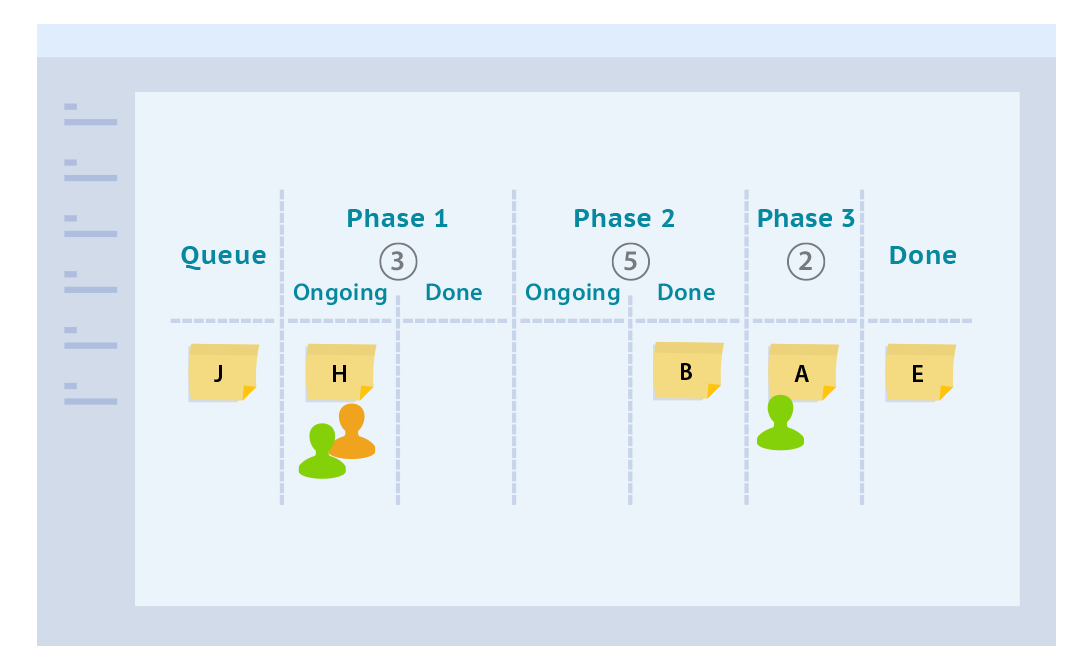 Phase 1 Phase 2 Phase 3
Queue 3 5 2 Done
Ongoing Done Ongoing Done
J H B A E